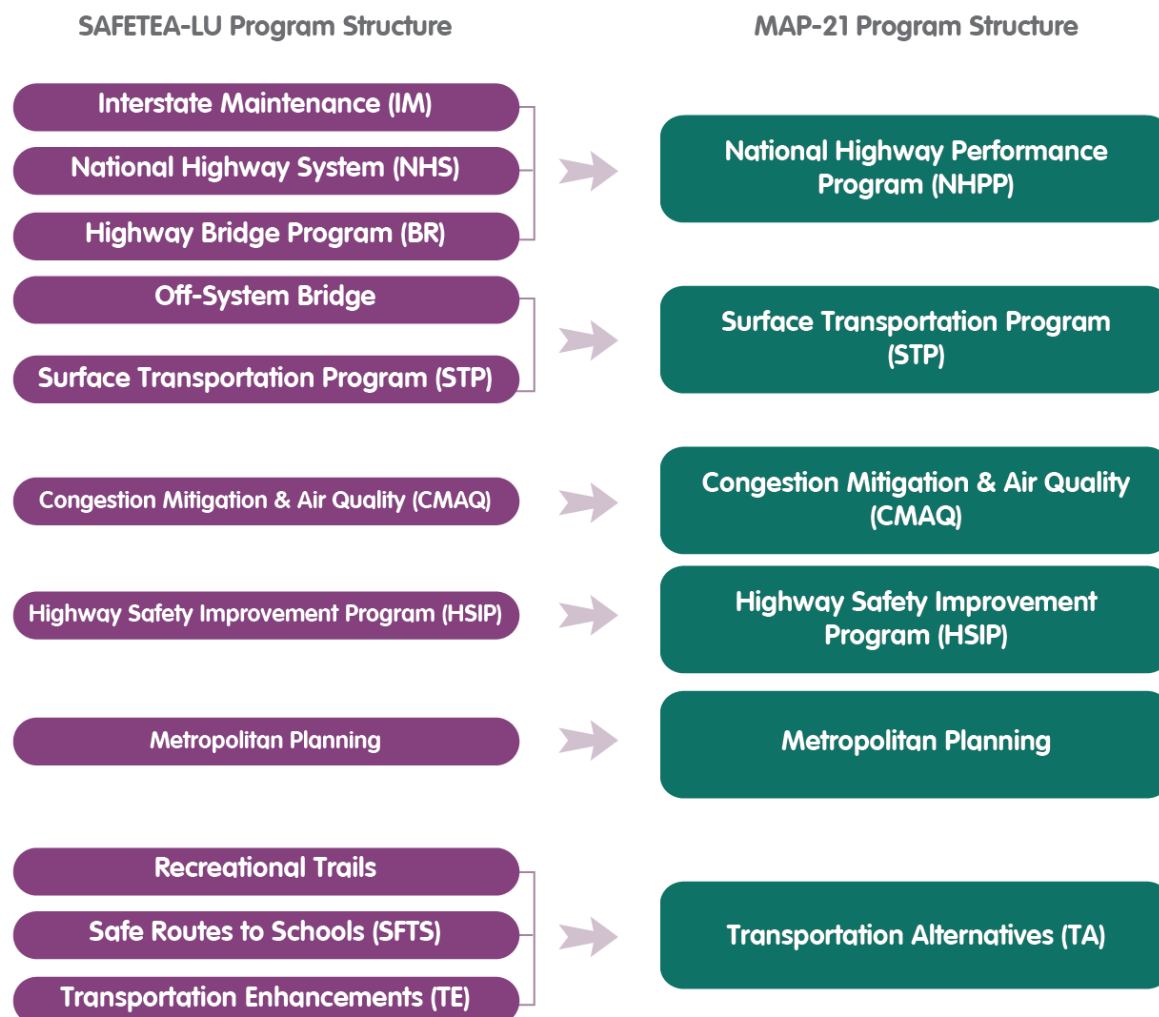 SAFETEA-LU Program Structure
MAP-21 Program Structure
Interstate Maintenance (IM)
National Highway System (NHS)
Highway Bridge Program (BR)
National Highway Performance
Program (NHPP)
Off-System Bridge
Surface Transportation Program (STP)
Surface Transportation Program
(STP)
Congestion Mitigation & Air Quality (CMAQ)
Congestion Mitigation & Air Quality
(CMAQ)
Highway Safety Improvement Program (HSIP)
Highway Safety Improvement
Program (HSIP)
Metropolitan Planning
Metropolitan Planning
Recreational Trails
Safe Routes to Schools (SFTS)
Transportation Enhancements (TE)
Transportation Alternatives (TA)